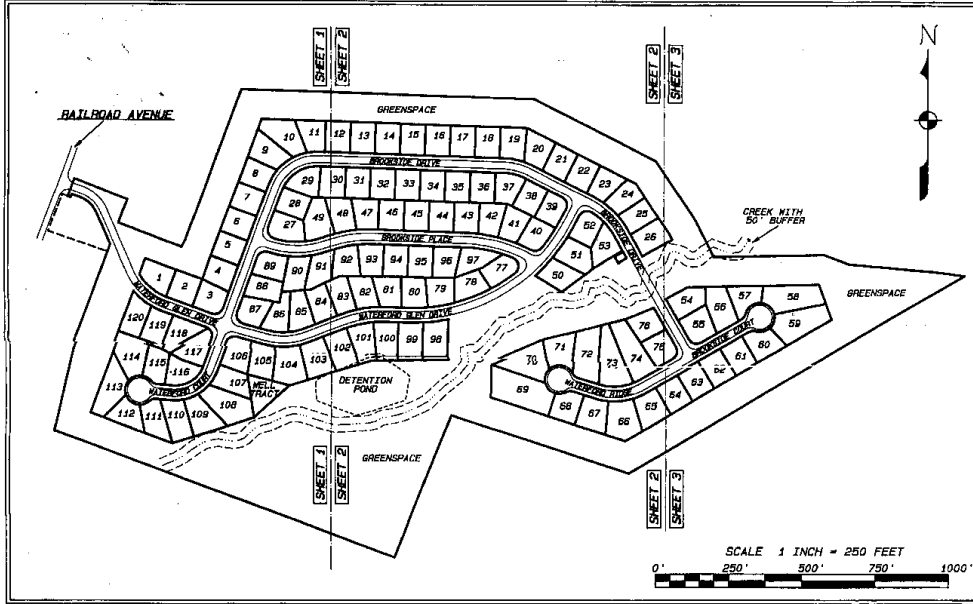 SHEET 1
SHEET 2
SHEET 2
SHEET 3
N
RAILROAD AVENUE
GREENSPACE
10 11 12 13 14 15 16 17 18 19 20 21 22 23 24 25 26
9
8
7
6
5
4
BROOKSIDE DRIVE
29 30 31 32 33 34 35 36 37 38 39
28
27
49 48 47 46 45 44 43 42 41 40
BROOKSIDE PLACE
BROOKSIDE DRIVE
52
53
51
50
CREEK WITH
50' BUFFER
89 90 91 92 93 94 95 96 97 77
88
87 86 85 84 83 82 81 80 79 78
WATERFORD GLEN DRIVE
1 2 3
WATERFORD GLEN DRIVE
120 119 118 117
114 115 116
113
112 111 110 109 108
107
106 105 104 103 102 101 100 99 98
WATERFORD COURT
WELL
TRACT
DETENTION
POND
GREENSPACE
54 55 56 57 58
59
60
61
62
63
64
65
66
67
68
69
70 71 72 73 74 75 76
BROOKSIDE COURT
WATERFORD RIDGE
GREENSPACE
SHEET 1
SHEET 2
SHEET 2
SHEET 3
SCALE 1 INCH = 250 FEET
0' 250' 500' 750' 1000'